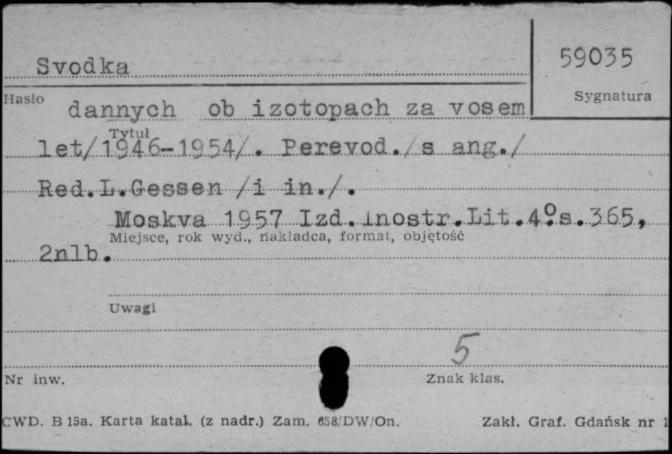 59035
Svodka
Hasło
Sygnatura
dannych ob izotopach za vosem
Tytuł
let/1946-1954/. Perevod./s ang./
Red.L.Gessen /i in./.
Moskva 1957 Izd.inostr.Lit.4°s.365,
Miejsce, rok wyd., nakładca, format, objętość
2nlb.
Uwagi
5
Nr inw.
Znak klas.
CWD. B 15a. Karta katal. (z nadr.) Zam. 658/DW/On.
Zakł. Graf. Gdańsk nr 1